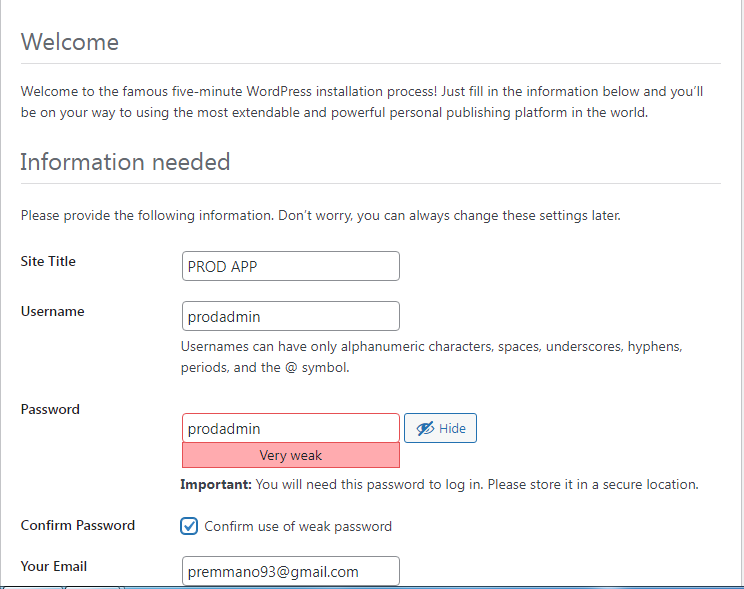 Welcome
Welcome to the famous five-minute WordPress installation process! Just fill in the information below and you’ll
be on your way to using the most extendable and powerful personal publishing platform in the world.
Information needed
Please provide the following information. Don’t worry, you can always change these settings later.
Site Title
PROD APP
Username
prodadmin
Usernames can have only alphanumeric characters, spaces, underscores, hyphens,
periods, and the @ symbol.
Password
prodadmin
Hide
Very weak
Important: You will need this password to log in. Please store it in a secure location.
Confirm Password
Confirm use of weak password
Your Email
premmano93@gmail.com